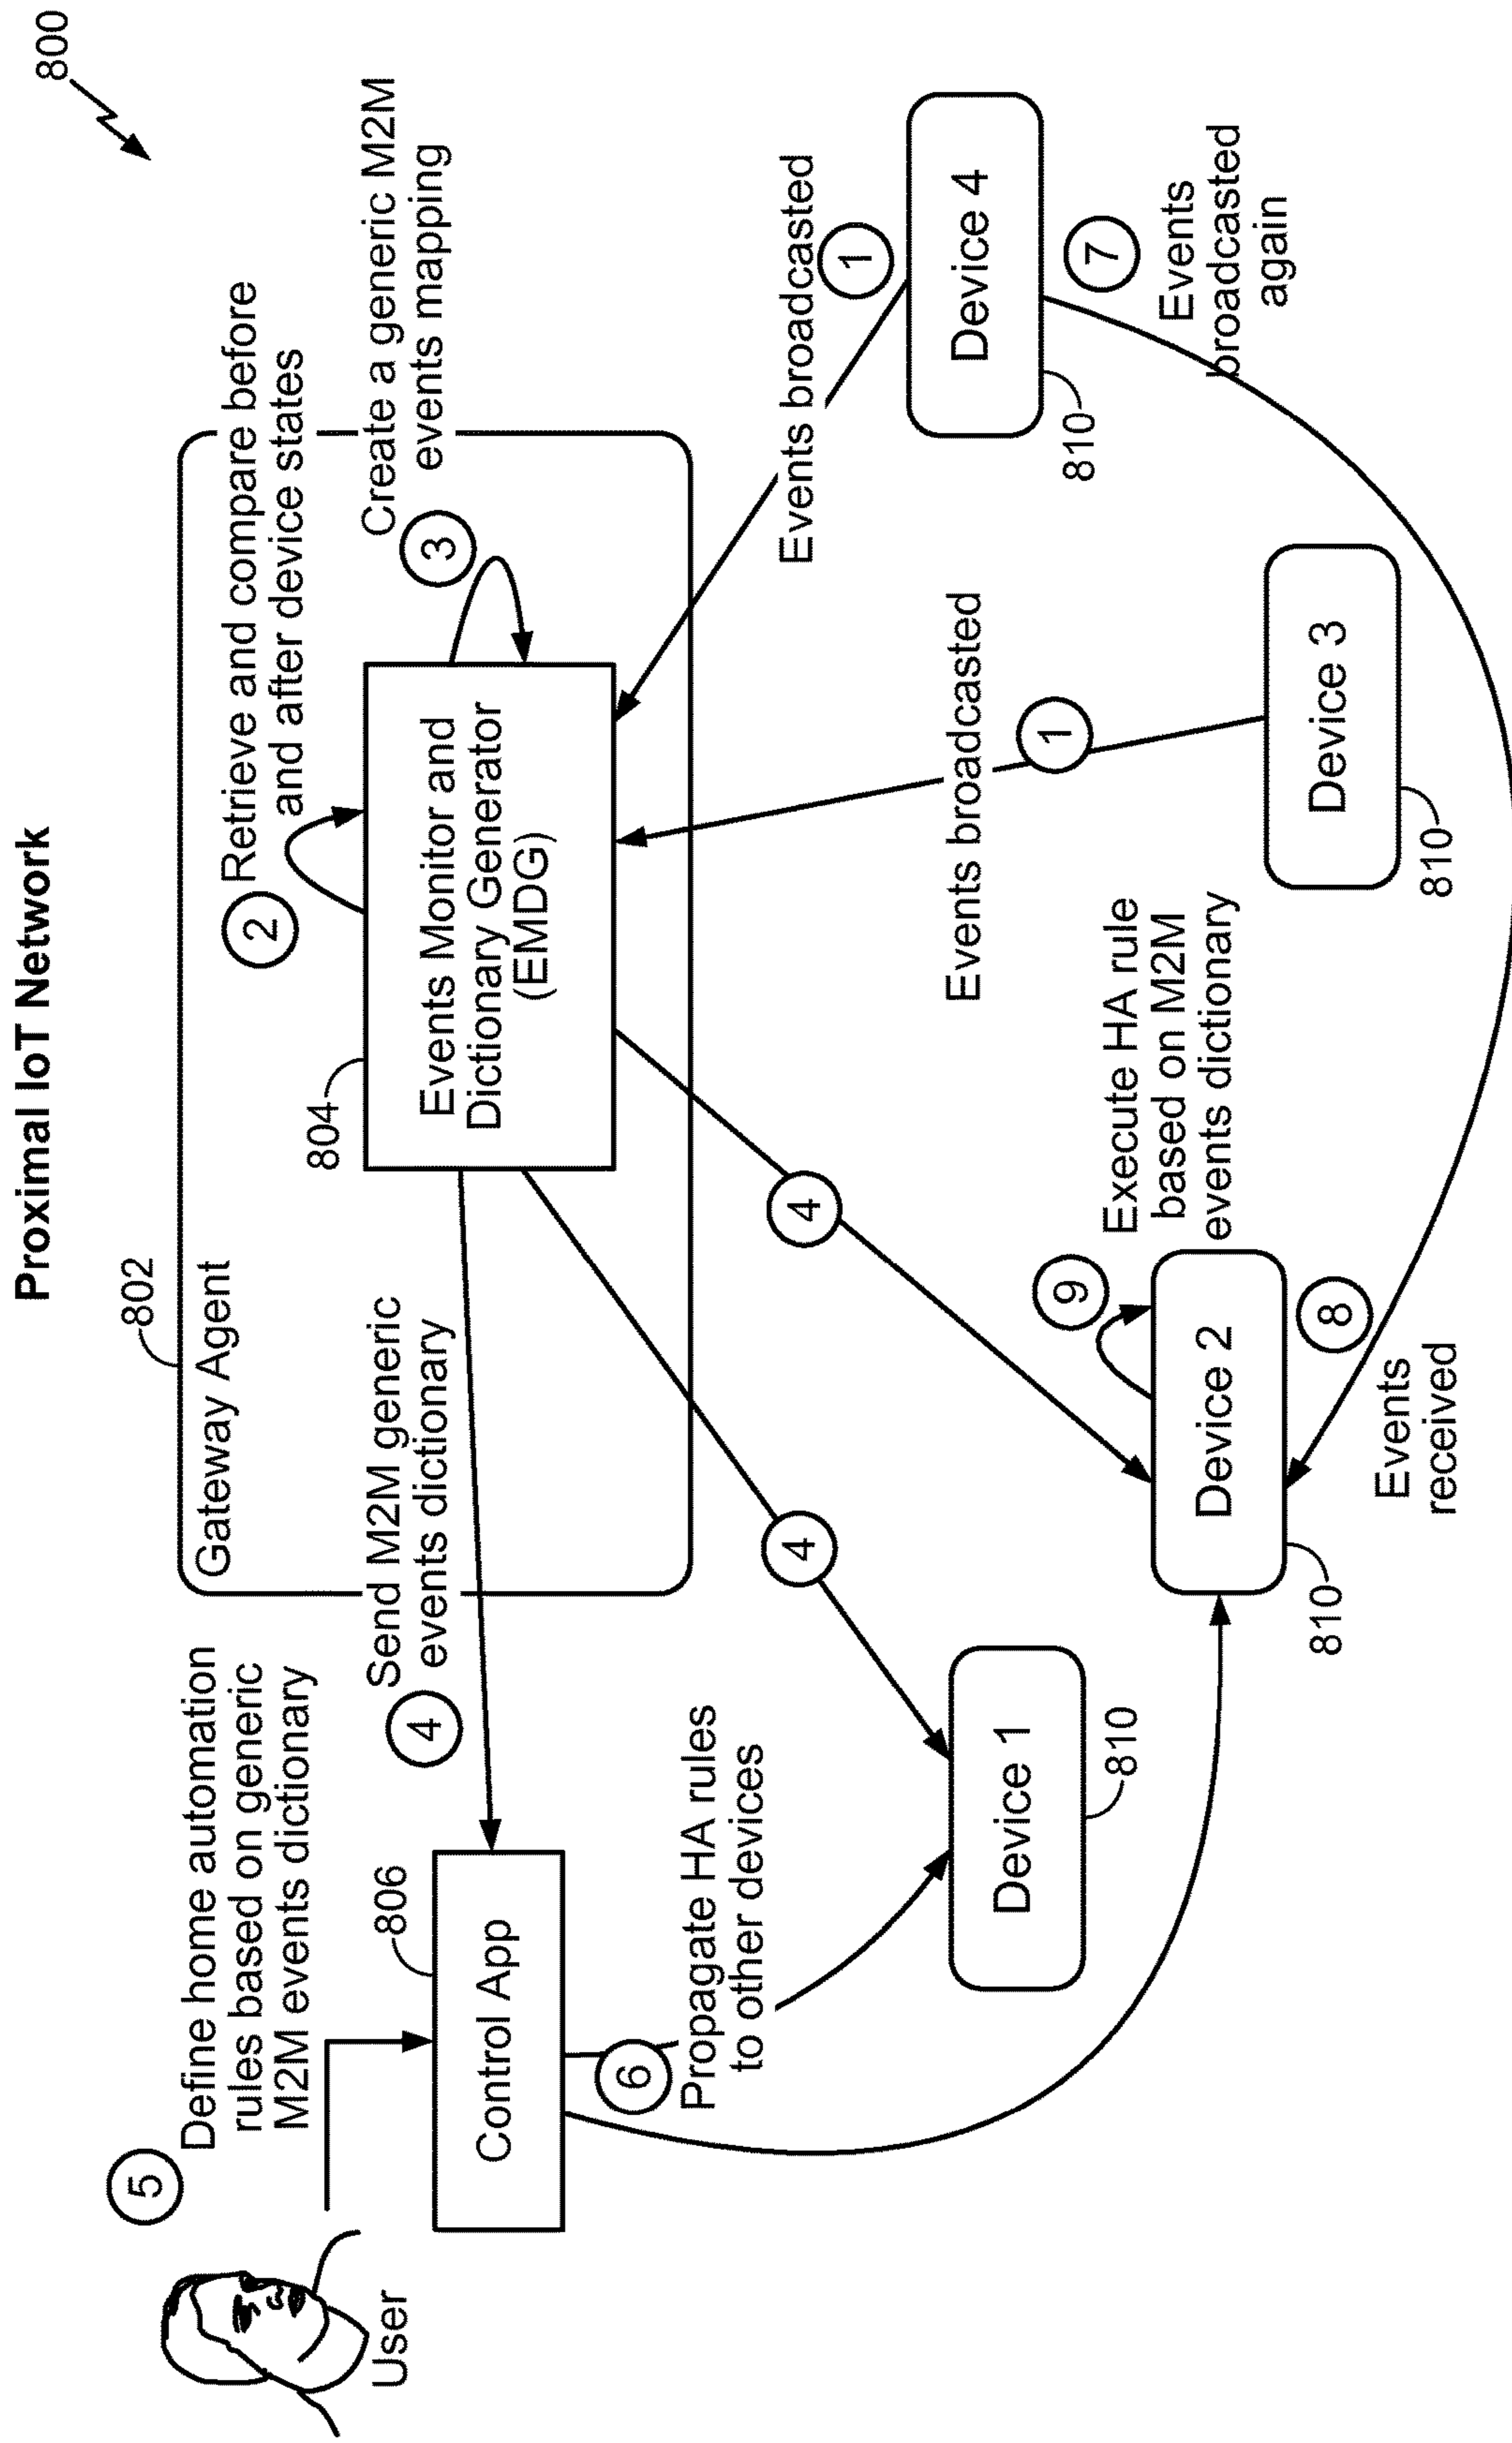 Proximal IoT Network
800
802
Gateway Agent
804
Events Monitor and
Dictionary Generator
(EMDG)
2
Retrieve and compare before
and after device states
3
Create a generic M2M
events mapping
5
Define home automation
rules based on generic
M2M events dictionary
User
806
Control App
4
Send M2M generic
events dictionary
4
4
Events broadcasted
1
Events broadcasted
1
6
Propagate HA rules
to other devices
Device 1
810
9
Execute HA rule
based on M2M
events dictionary
Device 2
810
8
Events
received
Device 3
810
Device 4
810
7
Events
broadcasted
again